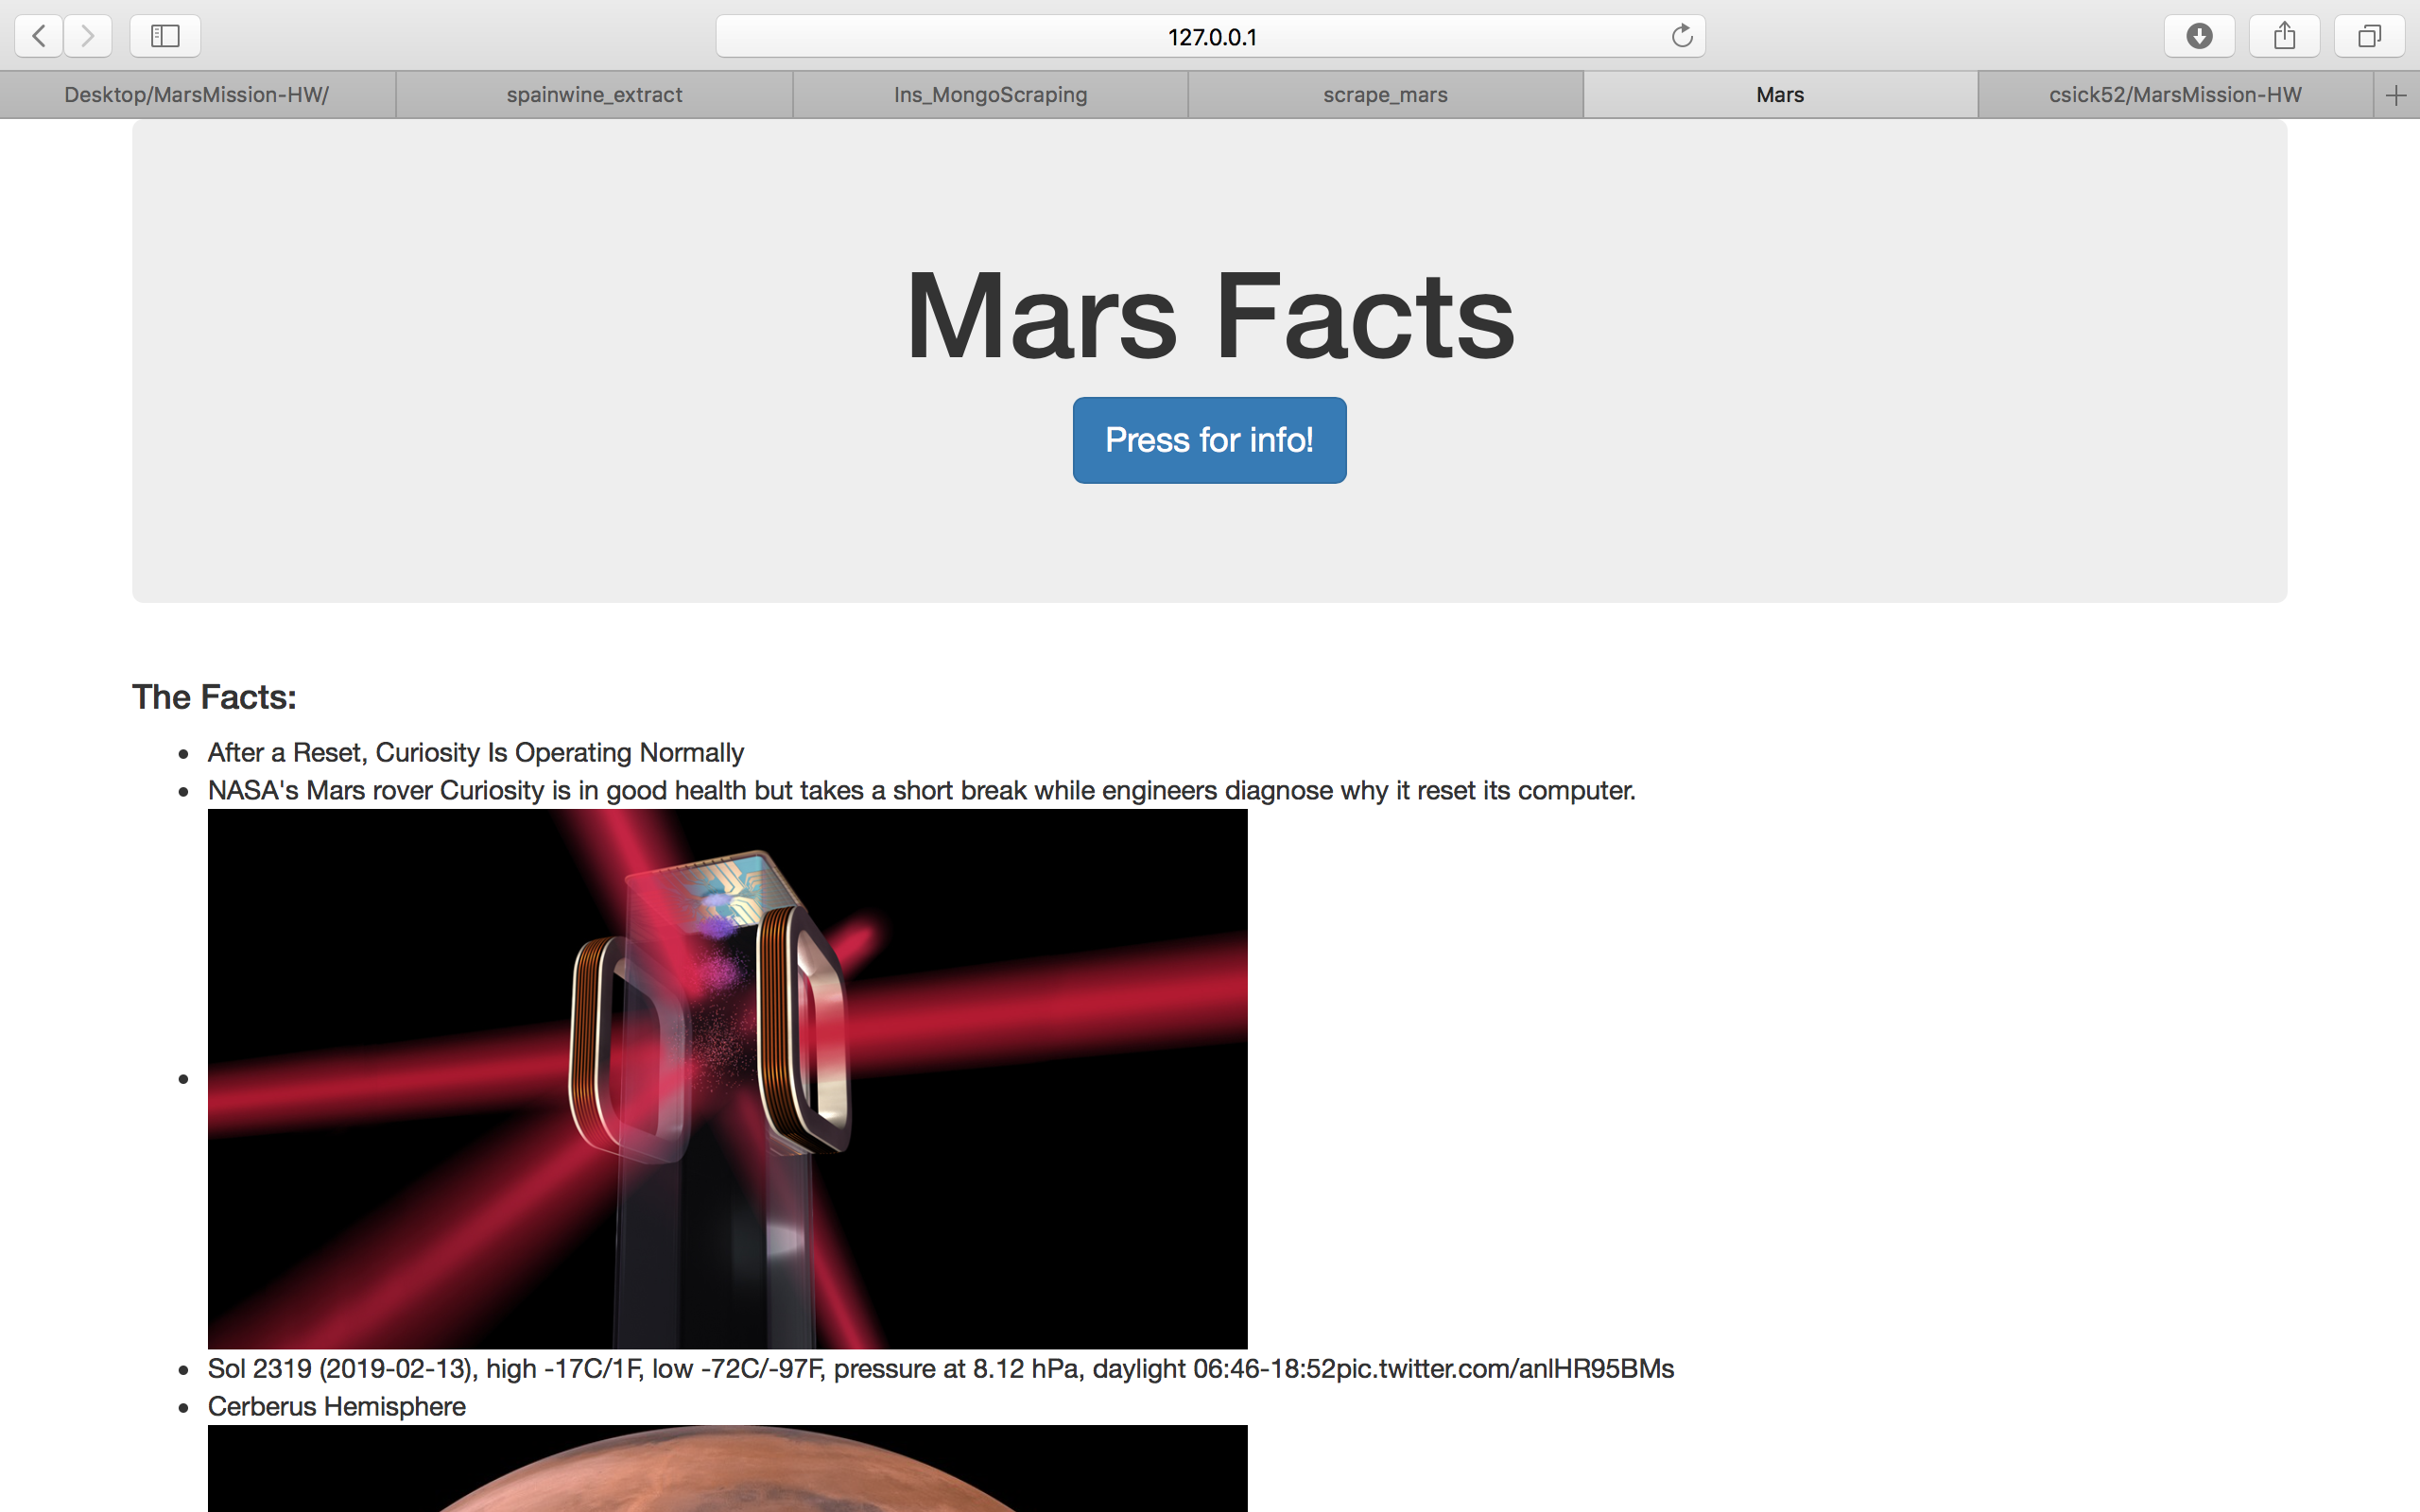 127.0.0.1
Desktop/MarsMission-HW/
spainwine_extract
Ins_MongoScraping
scrape_mars
Mars
csick52/MarsMission-HW
Mars Facts
Press for info!
The Facts:
After a Reset, Curiosity Is Operating Normally
NASA's Mars rover Curiosity is in good health but takes a short break while engineers diagnose why it reset its computer.
Sol 2319 (2019-02-13), high -17C/1F, low -72C/-97F, pressure at 8.12 hPa, daylight 06:46-18:52pic.twitter.com/anlHR95BMs
Cerberus Hemisphere